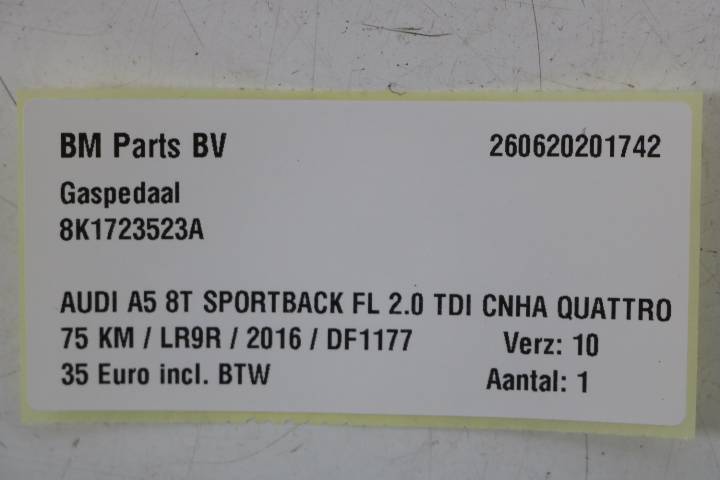 BM Parts BV 260620201742
Gaspedaal
8K1723523A
AUDI A5 8T SPORTBACK FL 2.0 TDI CNHA QUATTRO
75 KM / LR9R / 2016 / DF1177 Verz: 10
35 Euro incl. BTW Aantal: 1